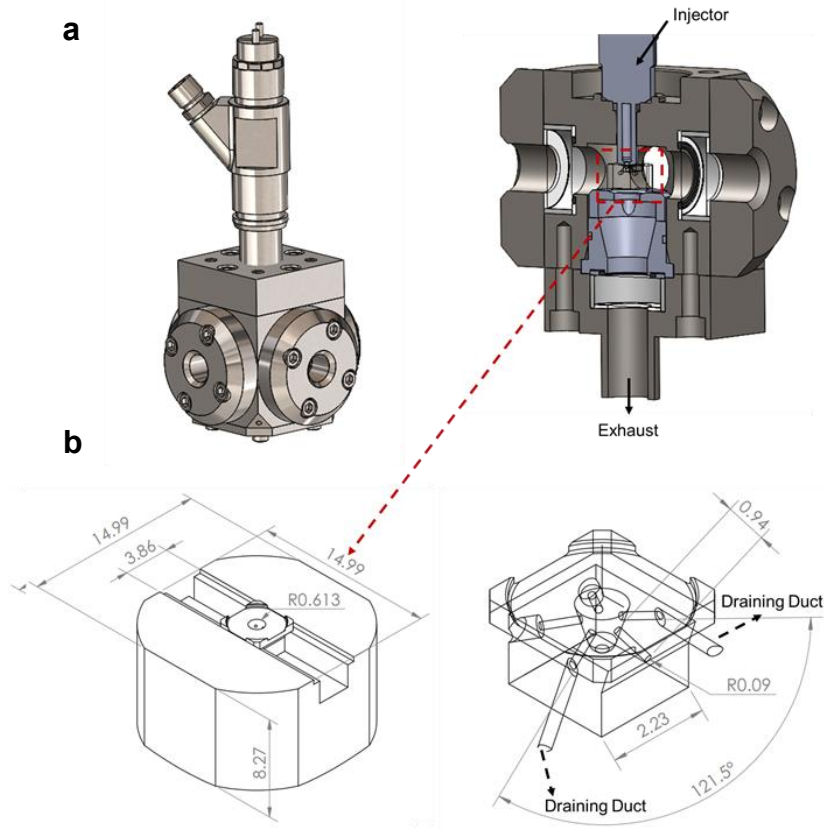 a
Injector
Exhaust
b
14.99
3.86
14.99
R0.613
8.27
0.94
Draining Duct
R0.09
2.23
121.5°
Draining Duct